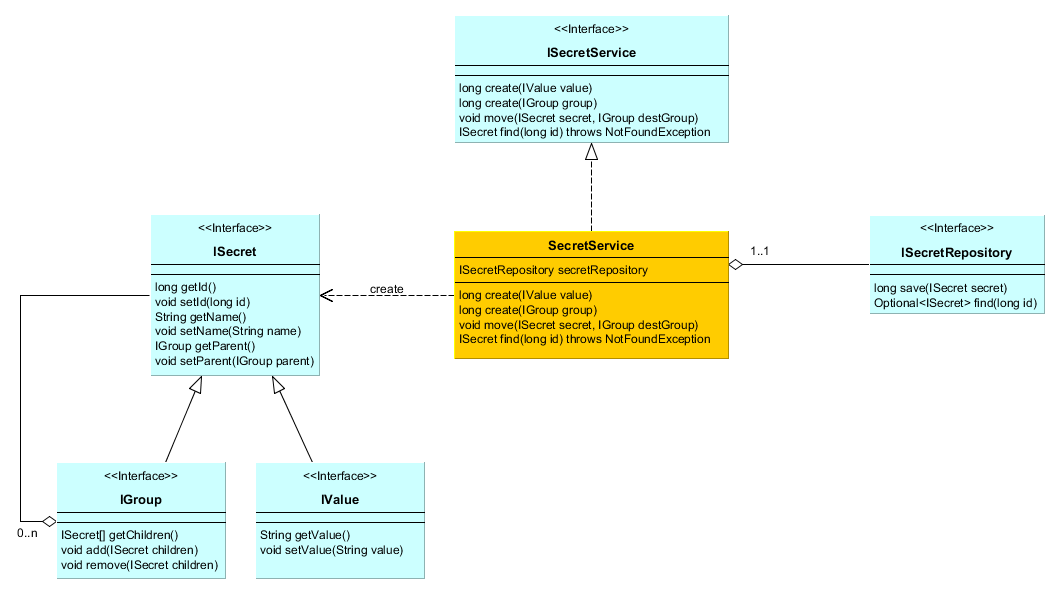 <<Interface>>
ISecretService
long create(IValue value)
long create(IGroup group)
void move(ISecret secret, IGroup destGroup)
ISecret find(long id) throws NotFoundException
<<Interface>>
ISecret
long getId()
void setId(long id)
String getName()
void setName(String name)
IGroup getParent()
void setParent(IGroup parent)
create
SecretService
ISecretRepository secretRepository
long create(IValue value)
long create(IGroup group)
void move(ISecret secret, IGroup destGroup)
ISecret find(long id) throws NotFoundException
1..1
<<Interface>>
ISecretRepository
long save(ISecret secret)
Optional<ISecret> find(long id)
<<Interface>>
IGroup
ISecret[] getChildren()
void add(ISecret children)
void remove(ISecret children)
0..n
<<Interface>>
IValue
String getValue()
void setValue(String value)